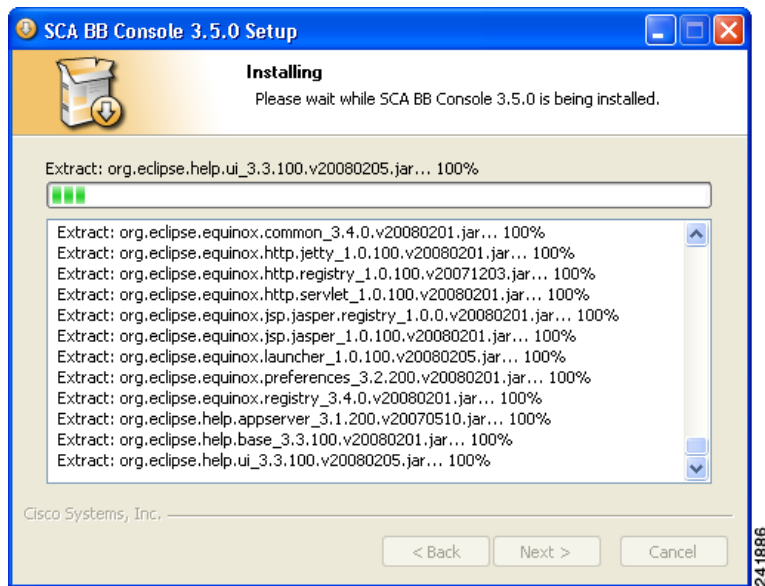 SCA BB Console 3.5.0 Setup
Installing
Please wait while SCA BB Console 3.5.0 is being installed.
Extract: org.eclipse.help.ui_3.3.100.v20080205.jar... 100%
Extract: org.eclipse.equinox.common_3.4.0.v20080201.jar... 100%
Extract: org.eclipse.equinox.http.jetty_1.0.100.v20080201.jar... 100%
Extract: org.eclipse.equinox.http.registry_1.0.100.v20071203.jar... 100%
Extract: org.eclipse.equinox.http.servlet_1.0.100.v20080201.jar... 100%
Extract: org.eclipse.equinox.jsp.jasper.registry_1.0.0.v20080201.jar... 100%
Extract: org.eclipse.equinox.jsp.jasper_1.0.100.v20080201.jar... 100%
Extract: org.eclipse.equinox.launcher_1.0.100.v20080205.jar... 100%
Extract: org.eclipse.equinox.preferences_3.2.200.v20080201.jar... 100%
Extract: org.eclipse.equinox.registry_3.4.0.v20080201.jar... 100%
Extract: org.eclipse.help.appserver_3.1.200.v20070510.jar... 100%
Extract: org.eclipse.help.base_3.3.100.v20080201.jar... 100%
Extract: org.eclipse.help.ui_3.3.100.v20080205.jar... 100%
Cisco Systems, Inc.
< Back
Next >
Cancel
241886